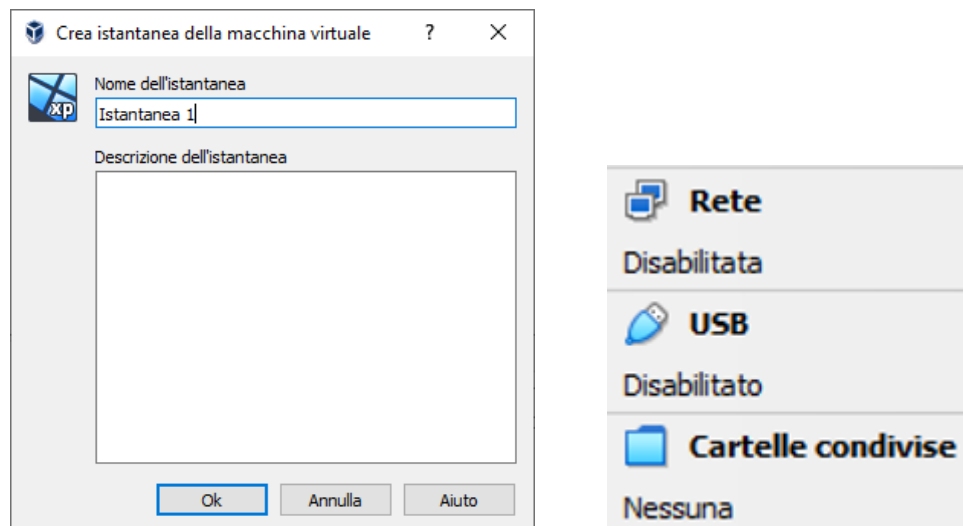 Crea istantanea della macchina virtuale ?
xp
Nome dell'istantanea
Istantanea 1
Descrizione dell'istantanea
Ok Annulla Aiuto
Rete
Disabilitata
USB
Disabilitato
Cartelle condivise
Nessuna